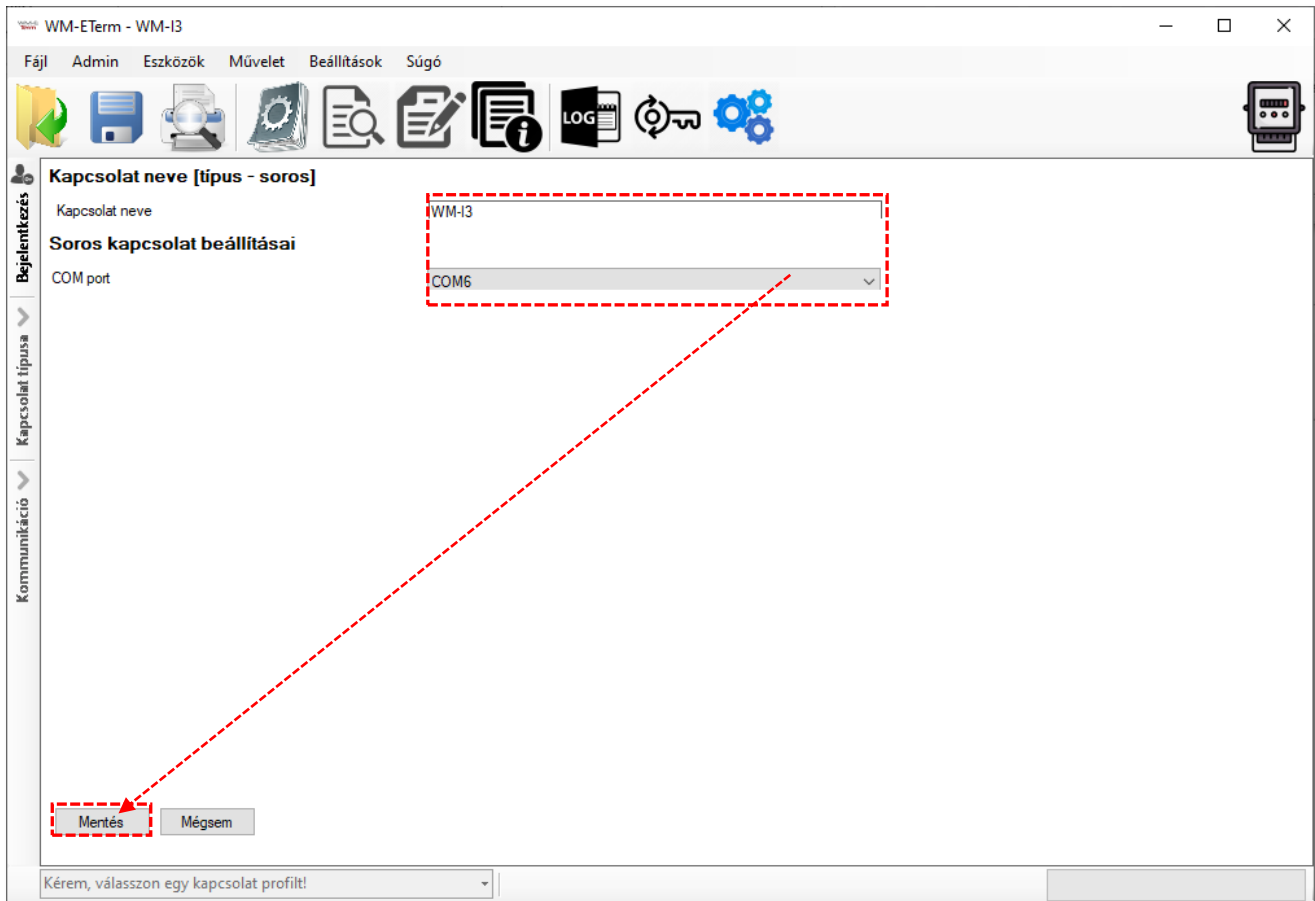 WM-ETerm - WM-I3
Fájl Admin Eszközök Művelet Beállítások Súgó
LOG
Bejelentkezés
Kapcsolat típusa
Kommunikáció
Kapcsolat neve [típus - soros]
Kapcsolat neve WM-I3
Soros kapcsolat beállításai
COM port COM6
Mentés Mégsem
Kérem, válasszon egy kapcsolat profilt!